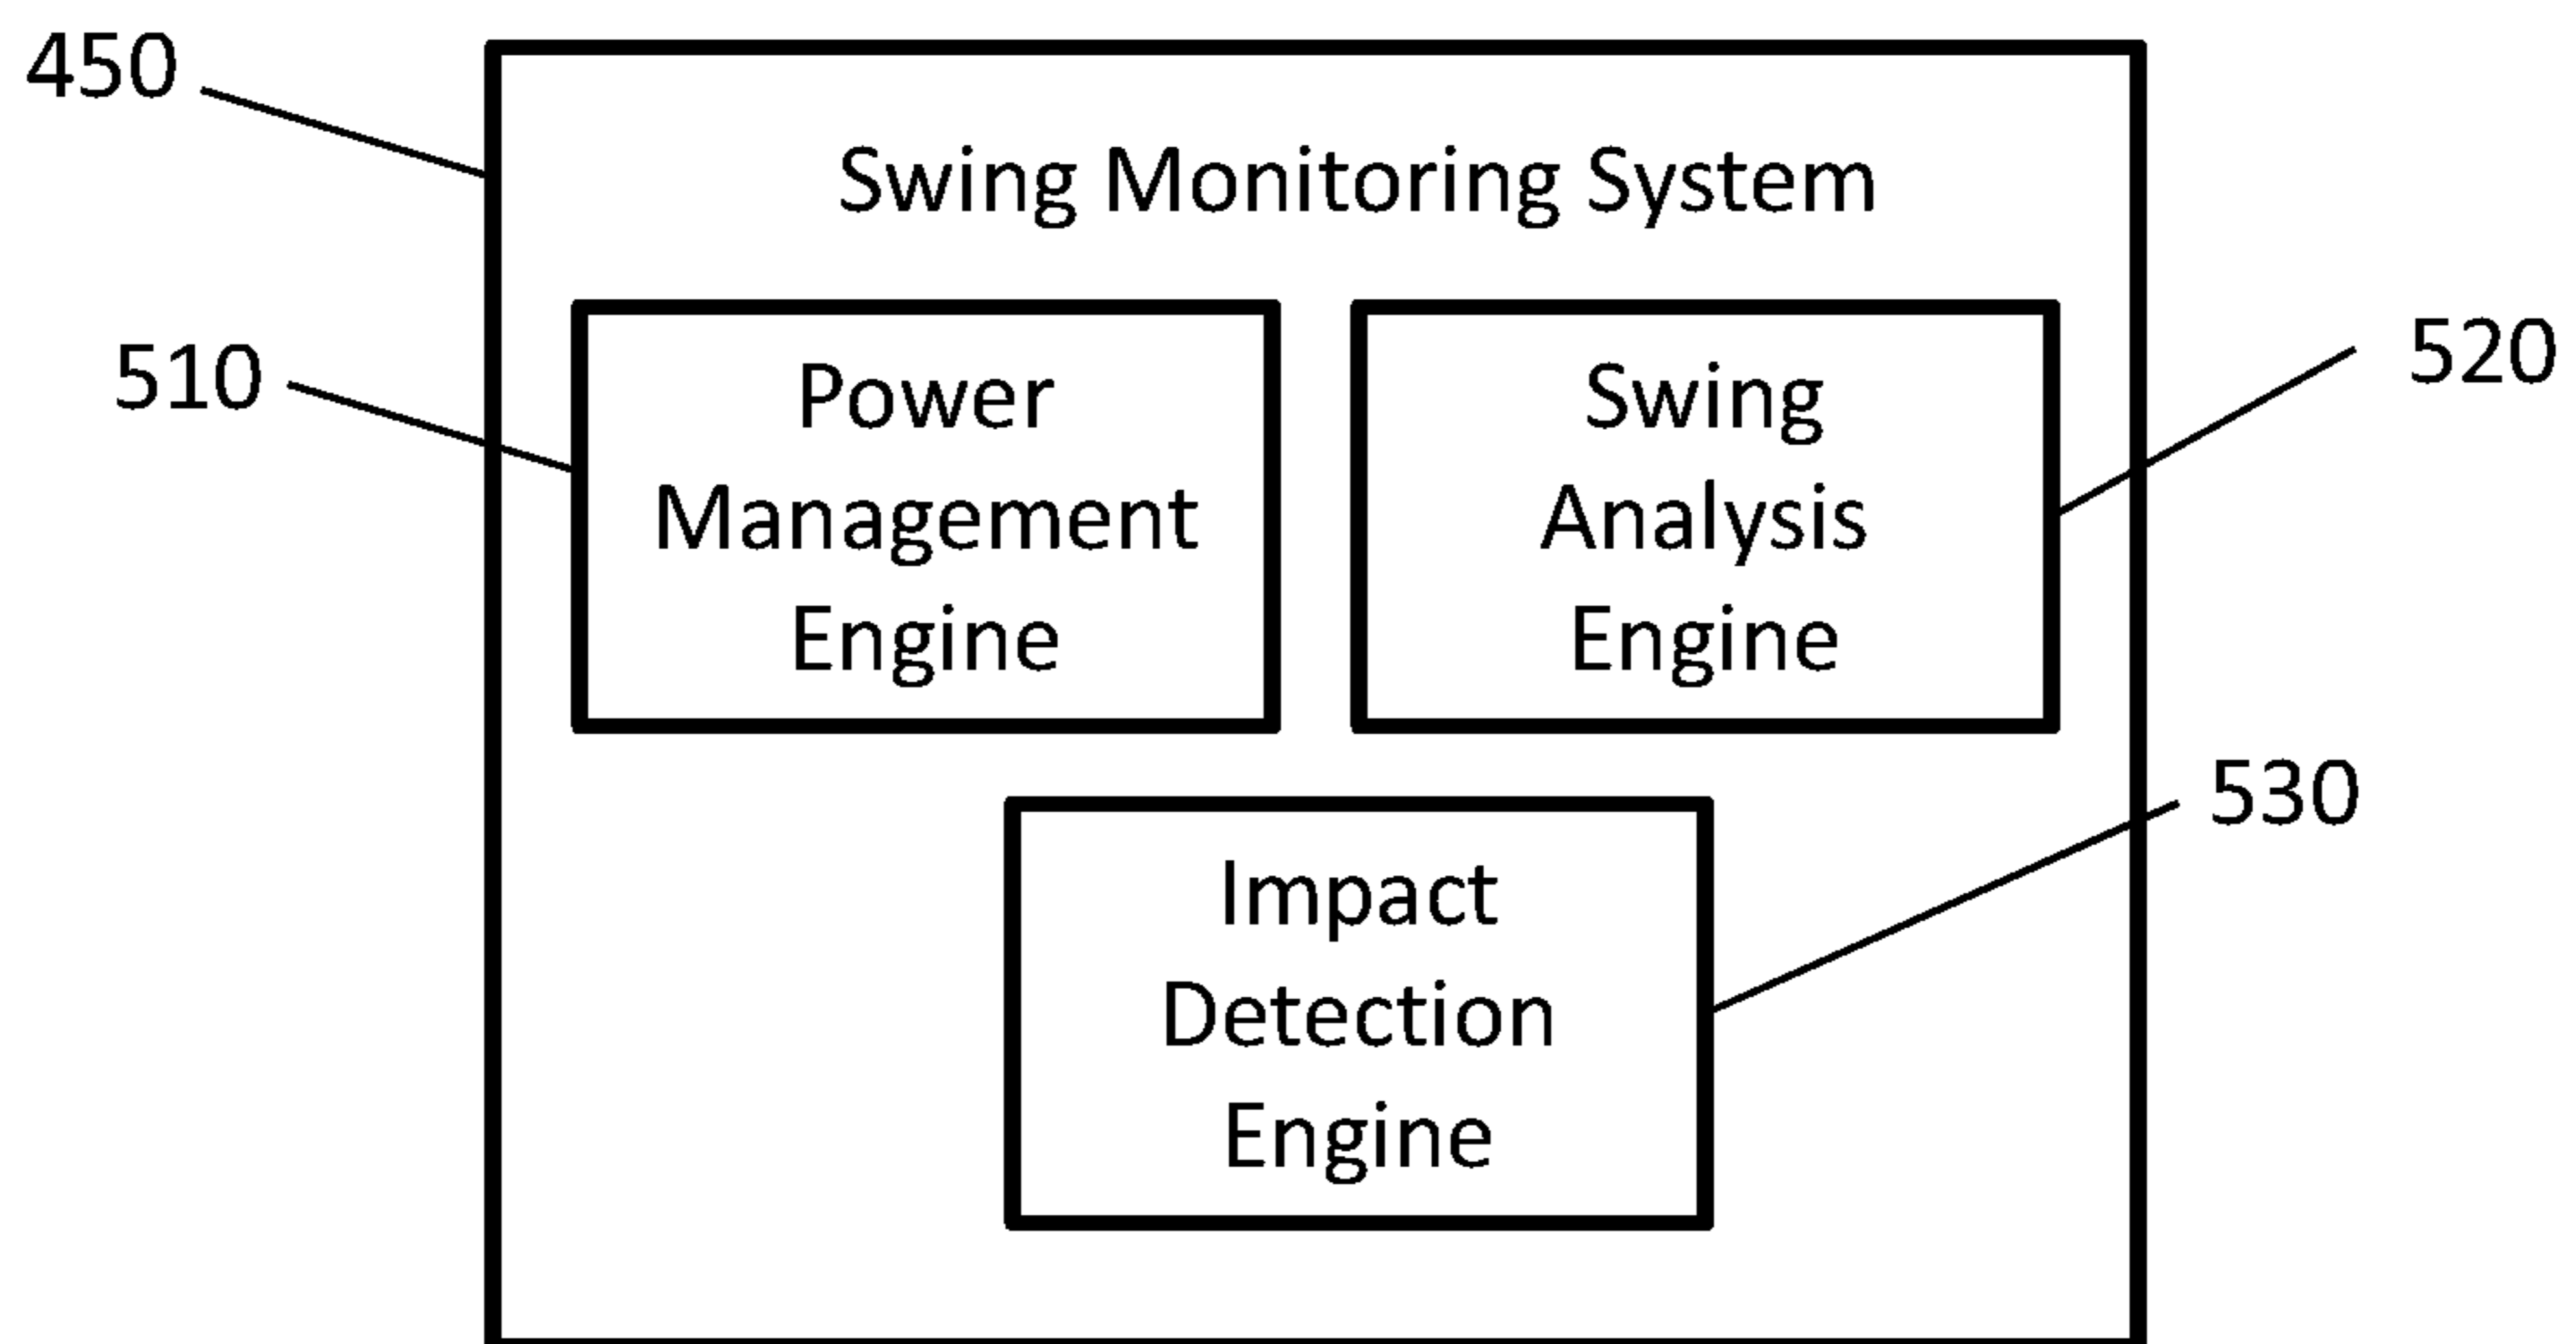 450
Swing Monitoring System
510
Power
Management
Engine
Swing
Analysis
Engine
520
Impact
Detection
Engine
530